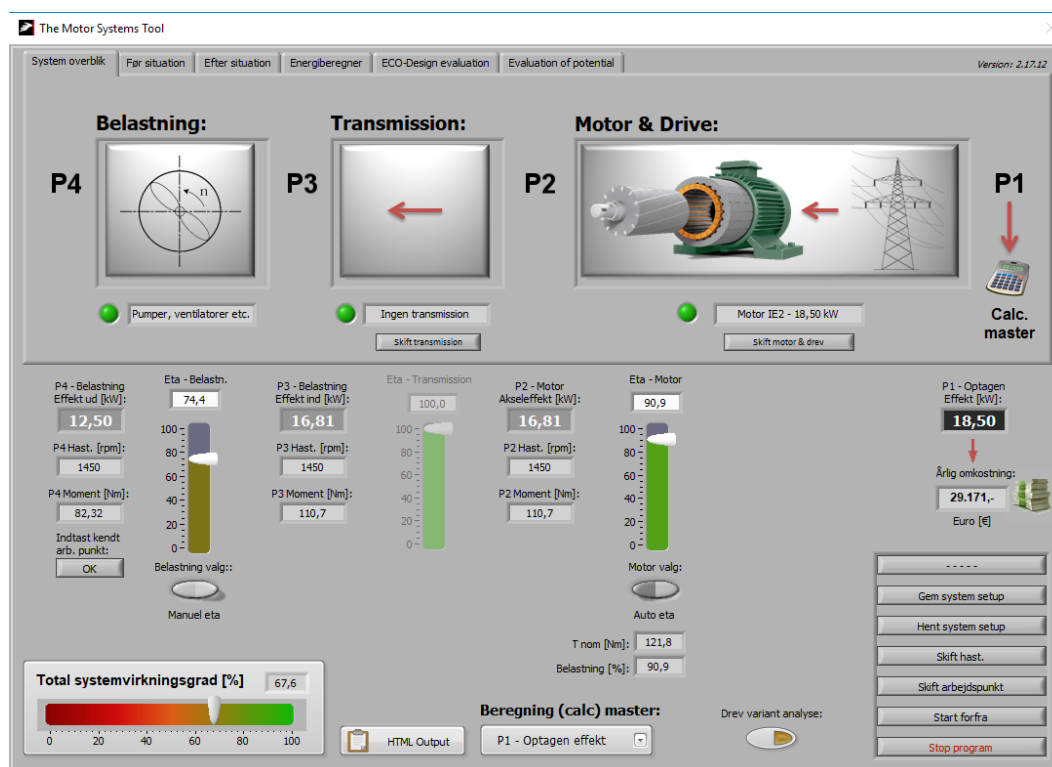 The Motor Systems Tool
System overblik
Før situation
Efter situation
Energiberegner
ECO-Design evaluation
Evaluation of potential
Version: 2.17.12
Belastning:
Transmission:
Motor & Drive:
P4
n
P3
P2
P1
Pumper, ventilatorer etc.
Ingen transmission
Motor IE2 - 18,50 kW
Skift transmission
Skift motor & drev
Calc.
master
P4 - Belastning
Effekt ud [kW]:
12,50
P4 Hast. [rpm]:
1450
P4 Moment [Nm]:
82,32
Indtast kendt
arb. punkt:
OK
Eta - Belastn.
74,4
100
80
60
40
20
0
Belastning valg::
Manuel eta
P3 - Belastning
Effekt ind [kW]:
16,81
P3 Hast. [rpm]:
1450
P3 Moment [Nm]:
110,7
Eta - Transmission
100,0
100
80
60
40
20
0
P2 - Motor
Akseleffekt [kW]:
16,81
P2 Hast. [rpm]:
1450
P2 Moment [Nm]:
110,7
Eta - Motor
90,9
100
80
60
40
20
0
Motor valg:
Auto eta
T nom [Nm]: 121,8
Belastning [%]: 90,9
P1 - Optagen
Effekt [kW]:
18,50
Årlig omkostning:
29.171,-
Euro [€]
- - - - -
Gem system setup
Hent system setup
Skift hast.
Skift arbejdspunkt
Start forfra
Stop program
Total systemvirkningsgrad [%] 67,6
0 20 40 60 80 100
HTML Output
Beregning (calc) master:
P1 - Optagen effekt
Drev variant analyse: